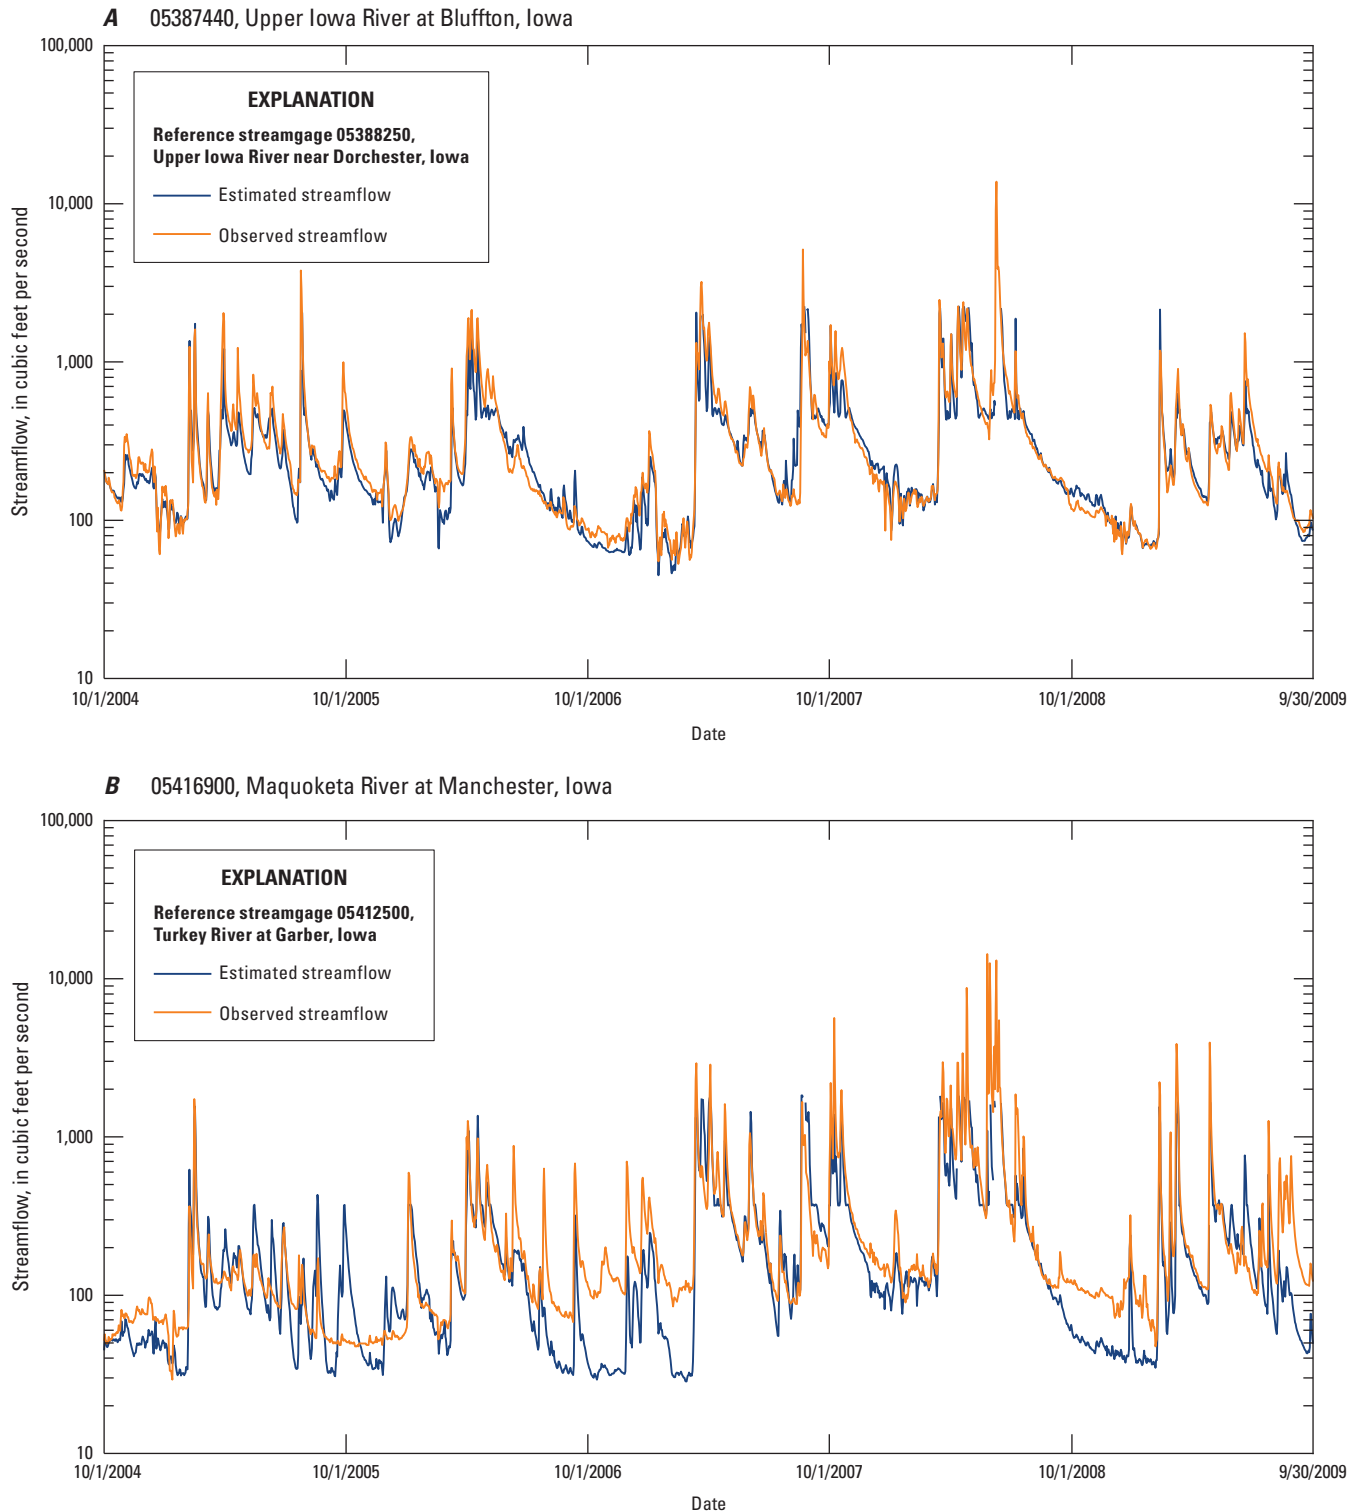 A 05387440, Upper Iowa River at Bluffton, Iowa
100,000
10,000
1,000
100
10
Streamflow, in cubic feet per second
EXPLANATION
Reference streamgage 05388250,
Upper Iowa River near Dorchester, Iowa
Estimated streamflow
Observed streamflow
10/1/2004 10/1/2005 10/1/2006 10/1/2007 10/1/2008 9/30/2009
Date
B 05416900, Maquoketa River at Manchester, Iowa
100,000
10,000
1,000
100
10
Streamflow, in cubic feet per second
EXPLANATION
Reference streamgage 05412500,
Turkey River at Garber, Iowa
Estimated streamflow
Observed streamflow
10/1/2004 10/1/2005 10/1/2006 10/1/2007 10/1/2008 9/30/2009
Date